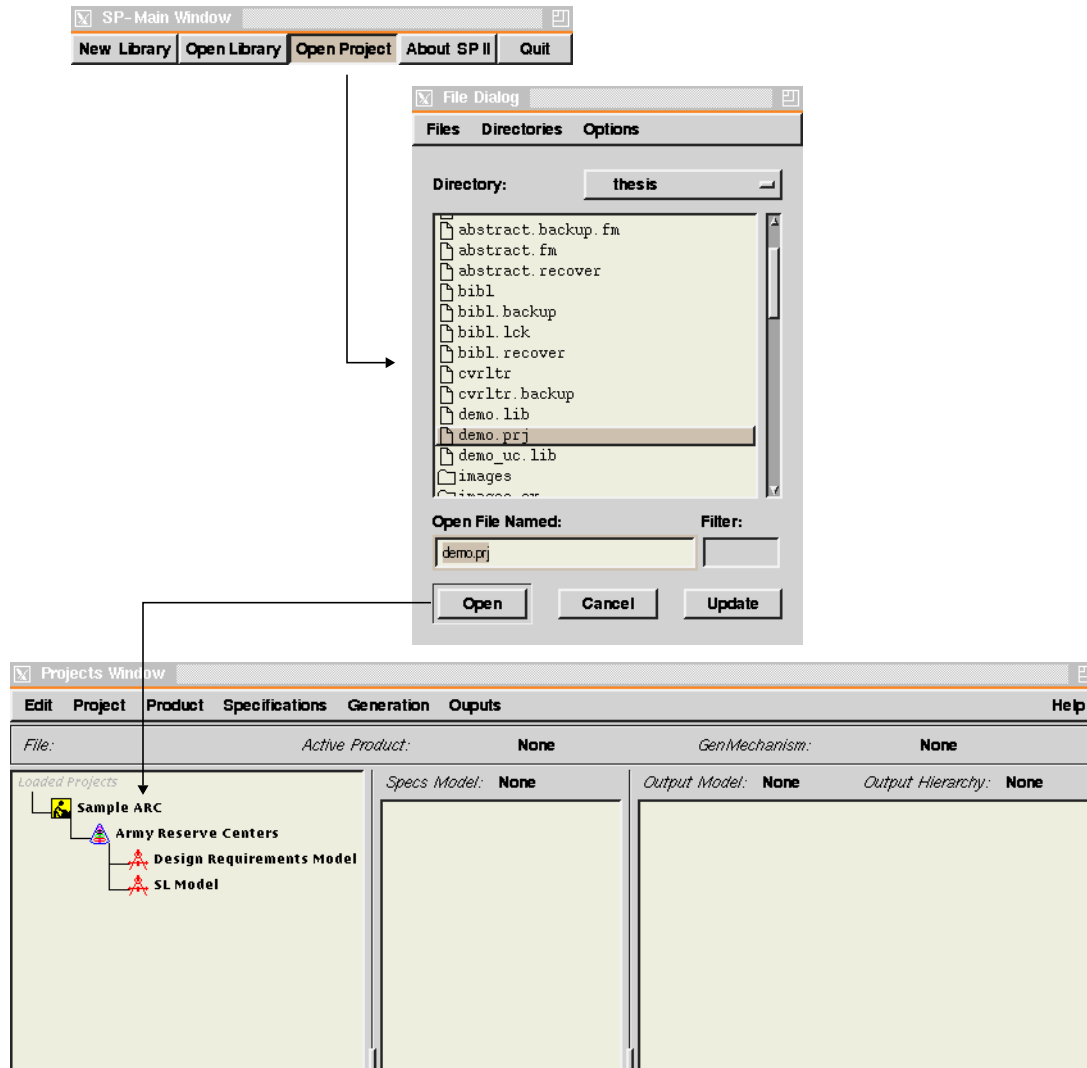 SP-Main Window
New Library Open Library Open Project About SP II Quit
File Dialog
Files Directories Options
Directory: thesis
abstract.backup.fm
abstract.fm
abstract.recover
bibl
bibl.backup
bibl.lck
bibl.recover
cvrltr
cvrltr.backup
demo.lib
demo.prj
demo_uc.lib
images
Open File Named: Filter:
demo.prj
Open Cancel Update
Projects Window
Edit Project Product Specifications Generation Ouputs Help
File: Active Product: None GenMechanism: None
Loaded Projects Specs Model: None Output Model: None Output Hierarchy: None
Sample ARC
Army Reserve Centers
Design Requirements Model
SL Model